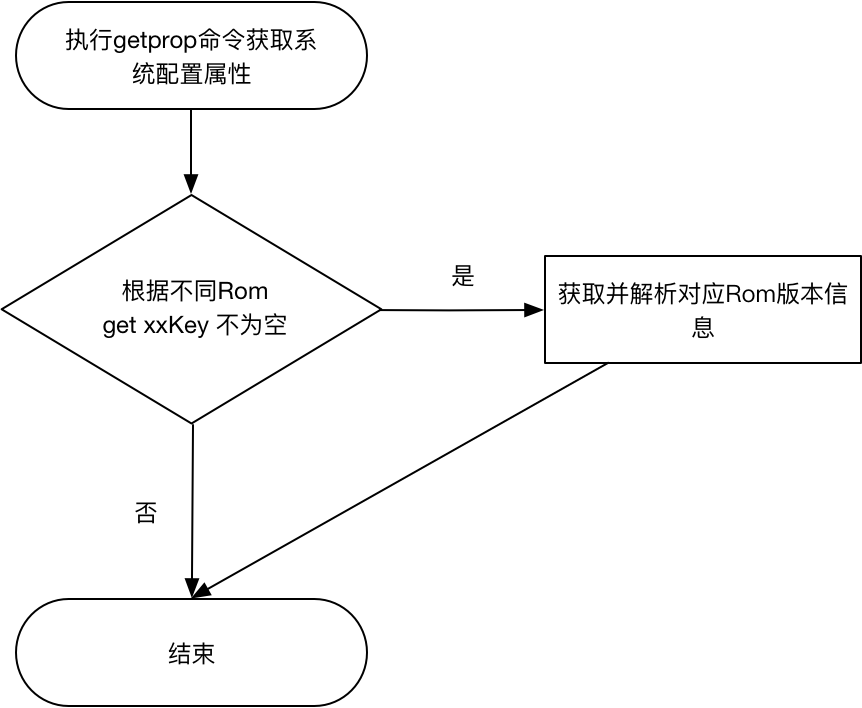 执行getprop命令获取系
统配置属性
根据不同Rom
get xxKey 不为空
是
获取并解析对应Rom版本信
息
否
结束